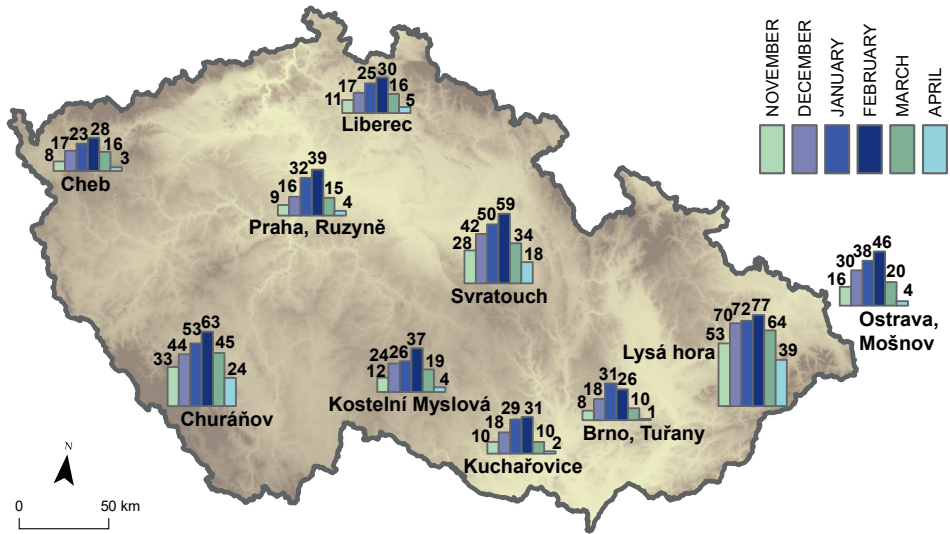 NOVEMBER
DECEMBER
JANUARY
FEBRUARY
MARCH
APRIL
11 17 25 30 16 5
Liberec
8 17 23 28 16 3
Cheb
9 16 32 39 15 4
Praha, Ruzyně
28 42 50 59 34 18
Svratouch
16 30 38 46 20 4
Ostrava,
Mošnov
53 70 72 77 64 39
Lysá hora
33 44 53 63 45 24
Churáňov
12 24 26 37 19 4
Kostelní Myslová
8 18 31 26 10 1
Brno, Tuřany
10 18 29 31 10 2
Kuchařovice
N
0 50 km